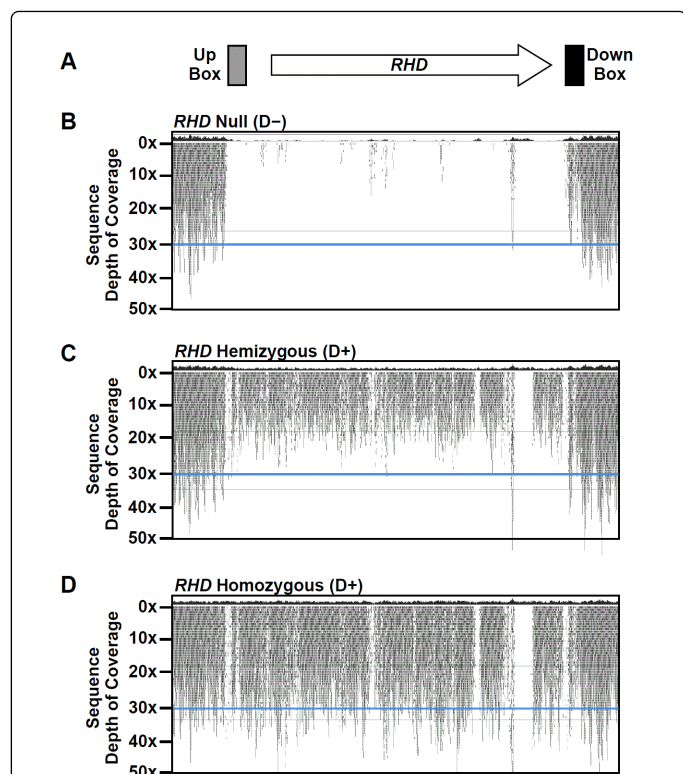 A
Up
Box
RHD
Down
Box
B
RHD Null (D−)
Sequence
Depth of Coverage
0x
10x
20x
30x
40x
50x
C
RHD Hemizygous (D+)
Sequence
Depth of Coverage
0x
10x
20x
30x
40x
50x
D
RHD Homozygous (D+)
Sequence
Depth of Coverage
0x
10x
20x
30x
40x
50x